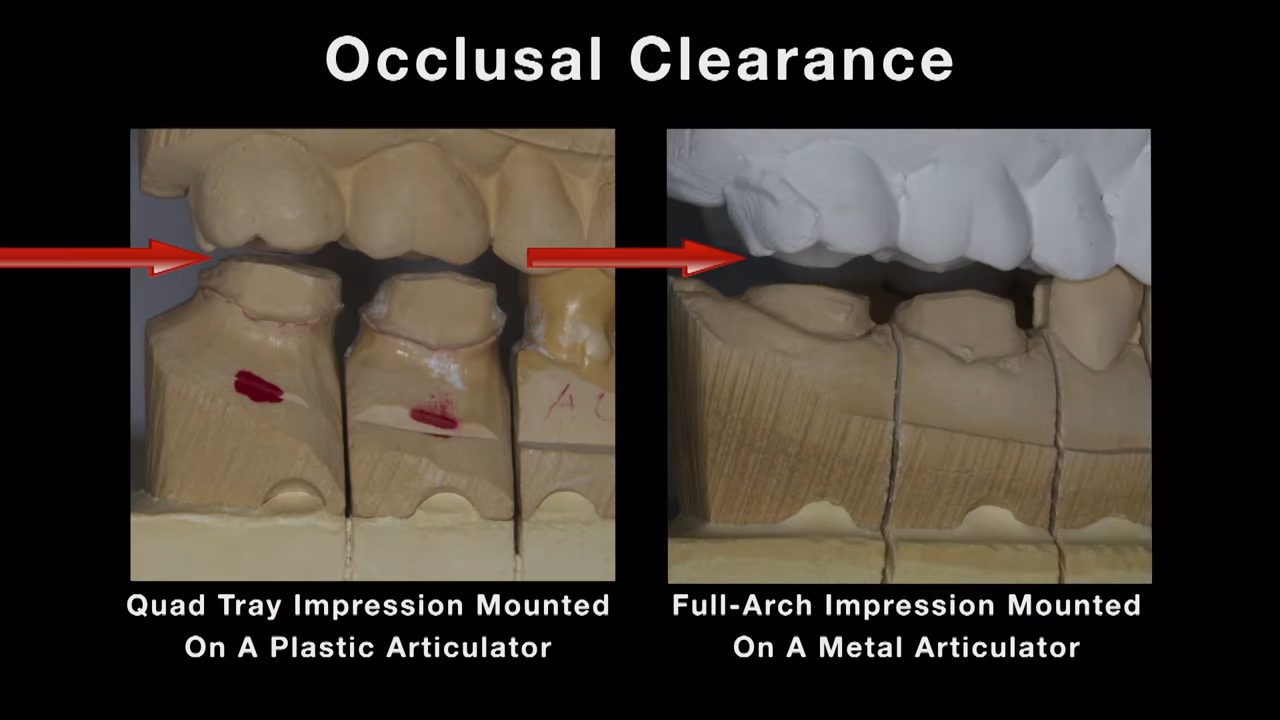 Occlusal Clearance
Quad Tray Impression Mounted
On A Plastic Articulator
Full-Arch Impression Mounted
On A Metal Articulator